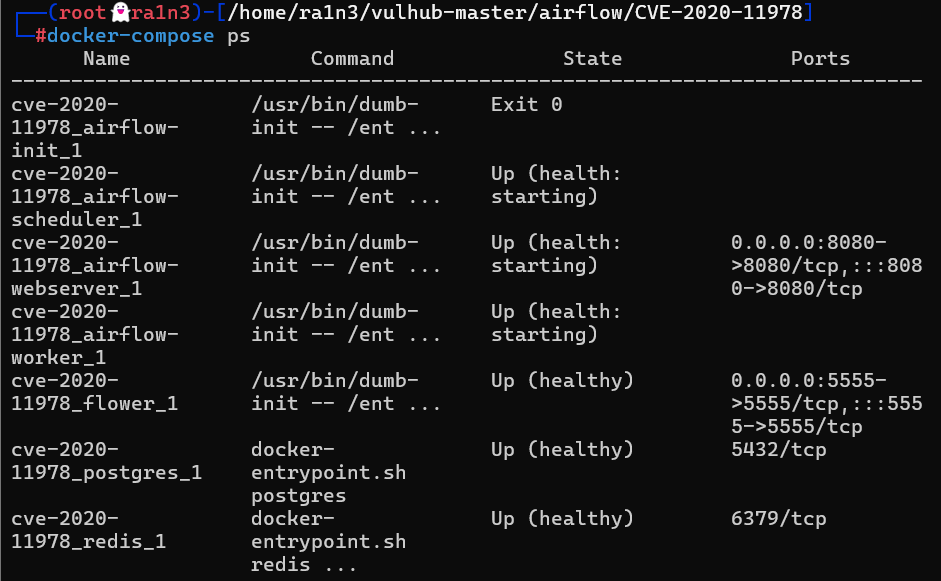 ┌──(root👻ra1n3)-[/home/ra1n3/vulhub-master/airflow/CVE-2020-11978]
└─#docker-compose ps
Name Command State Ports
--------------------------------------------------------------------------------
cve-2020- /usr/bin/dumb- Exit 0
11978_airflow- init -- /ent ...
init_1
cve-2020- /usr/bin/dumb- Up (health:
11978_airflow- init -- /ent ... starting)
scheduler_1
cve-2020- /usr/bin/dumb- Up (health: 0.0.0.0:8080-
11978_airflow- init -- /ent ... starting) >8080/tcp,:::808
webserver_1 0->8080/tcp
cve-2020- /usr/bin/dumb- Up (health:
11978_airflow- init -- /ent ... starting)
worker_1
cve-2020- /usr/bin/dumb- Up (healthy) 0.0.0.0:5555-
11978_flower_1 init -- /ent ... >5555/tcp,:::555
5->5555/tcp
cve-2020- docker- Up (healthy) 5432/tcp
11978_postgres_1 entrypoint.sh
postgres
cve-2020- docker- Up (healthy) 6379/tcp
11978_redis_1 entrypoint.sh
redis ...